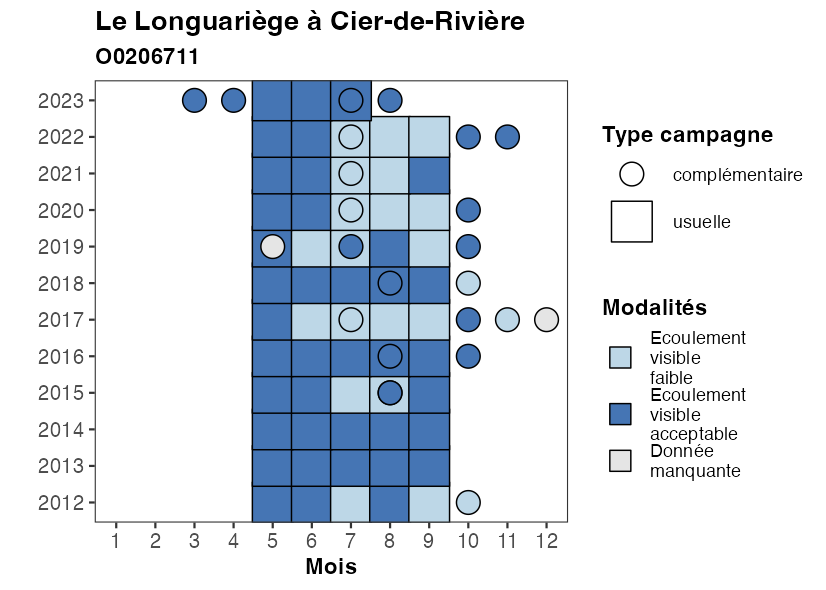 Le Longuariège à Cier-de-Rivière
O0206711
2023
2022
2021
2020
2019
2018
2017
2016
2015
2014
2013
2012
1 2 3 4 5 6 7 8 9 10 11 12
Mois
Type campagne
complémentaire
usuelle
Modalités
Ecoulement
visible
faible
Ecoulement
visible
acceptable
Donnée
manquante